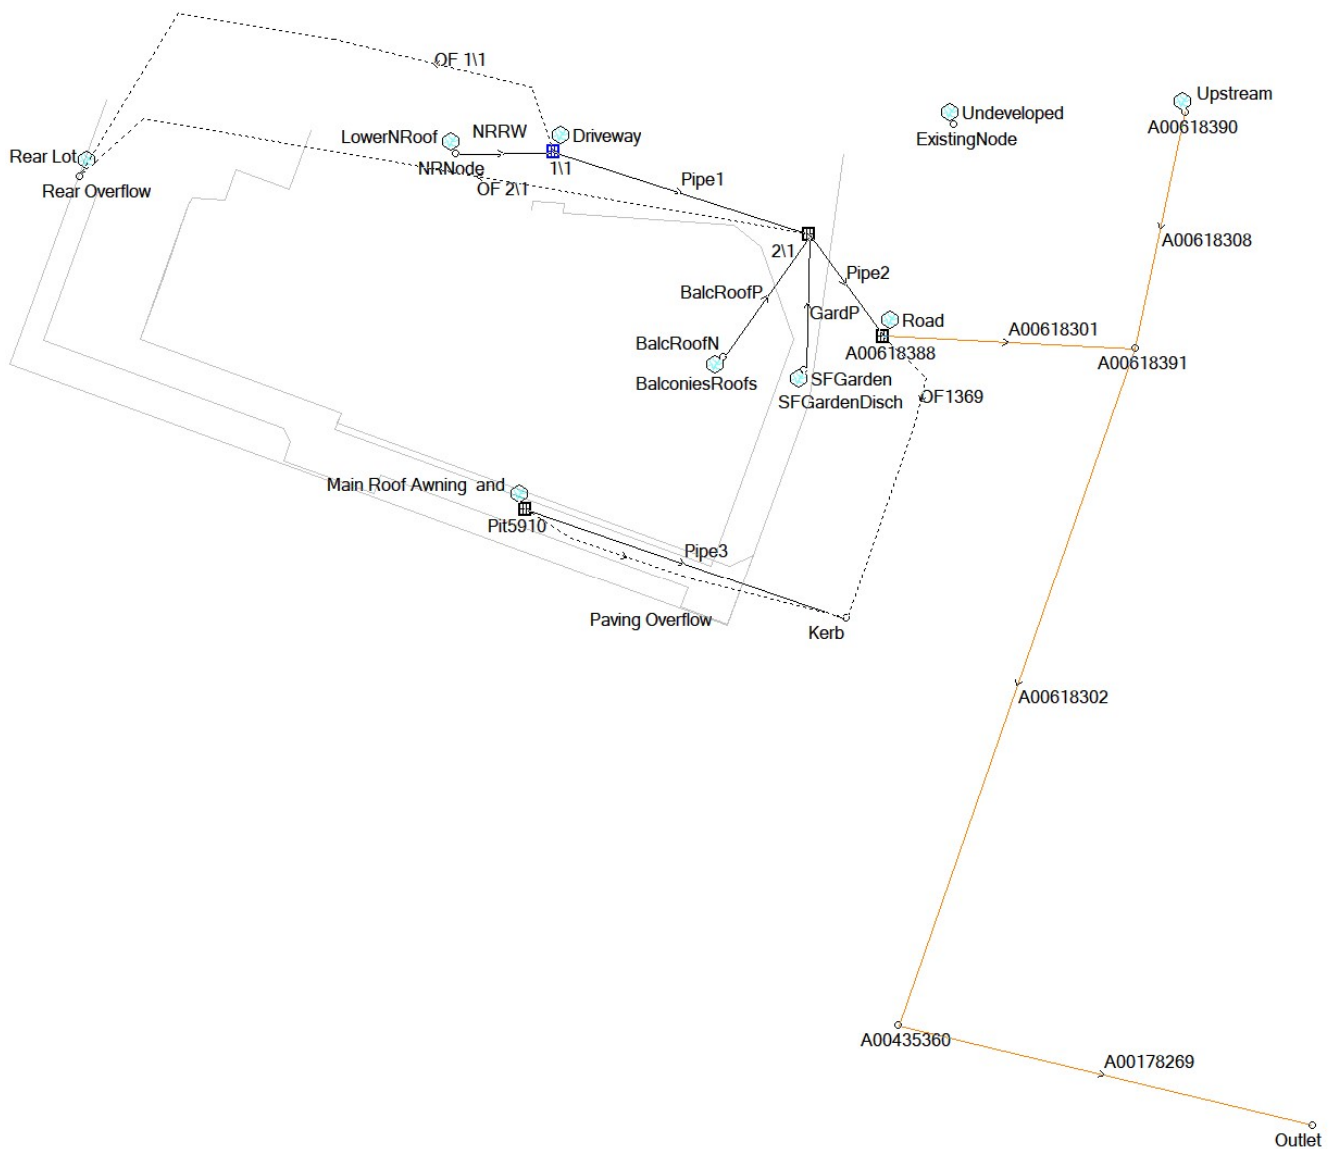 OF 1\1
Upstream
Undeveloped
A00618390
NRRW
LowerNRoof
Driveway
ExistingNode
Rear Lot
NRNode
1\1
Pipe1
Rear Overflow
OF 2\1
A00618308
2\1
Pipe2
BalcRoofP
GardP
Road
A00618301
BalcRoofN
A00618388
A00618391
BalconiesRoofs
SFGarden
SFGardenDisch
OF1369
Main Roof Awning and
Pit5910
Pipe3
Paving Overflow
Kerb
A00618302
A00435360
A00178269
Outlet